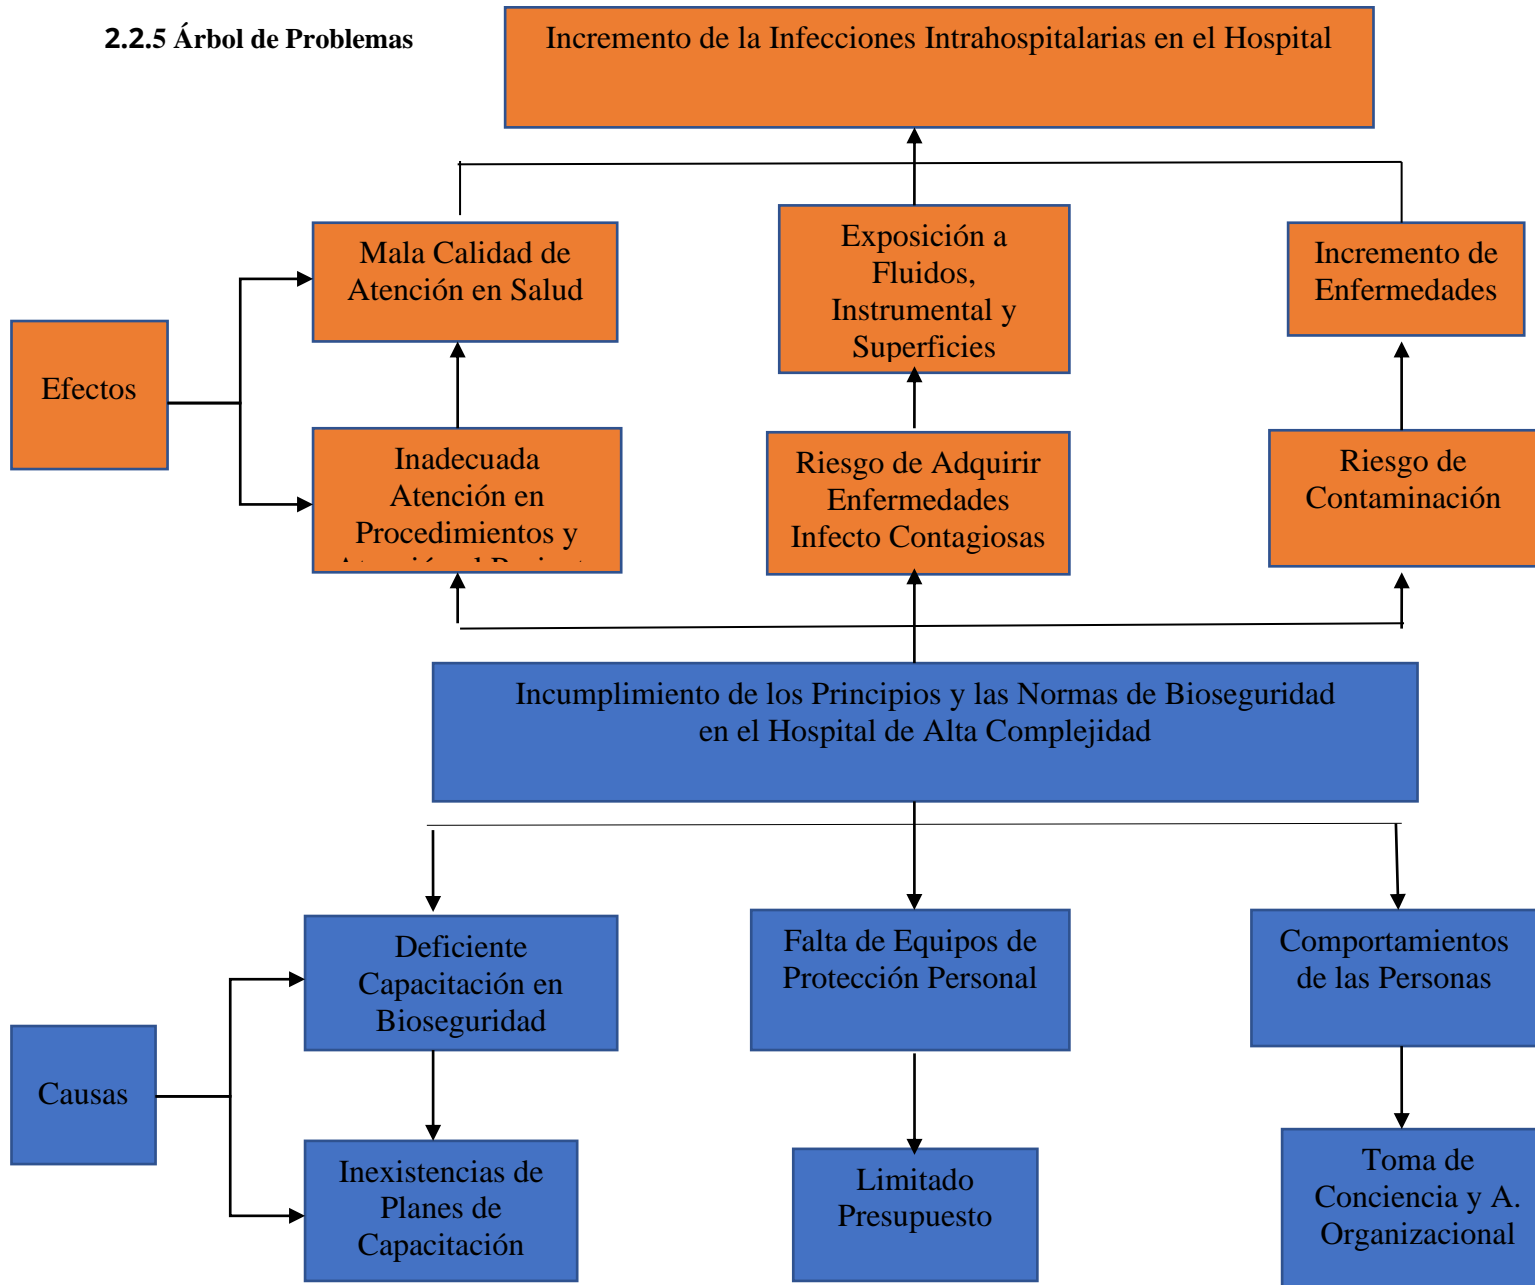 2.2.5 Árbol de Problemas
Incremento de la Infecciones Intrahospitalarias en el Hospital
Mala Calidad de
Atención en Salud
Exposición a
Fluidos,
Instrumental y
Superficies
Incremento de
Enfermedades
Efectos
Inadecuada
Atención en
Procedimientos y
Riesgo de Adquirir
Enfermedades
Infecto Contagiosas
Riesgo de
Contaminación
Incumplimiento de los Principios y las Normas de Bioseguridad
en el Hospital de Alta Complejidad
Deficiente
Capacitación en
Bioseguridad
Falta de Equipos de
Protección Personal
Comportamientos
de las Personas
Causas
Inexistencias de
Planes de
Capacitación
Limitado
Presupuesto
Toma de
Conciencia y A.
Organizacional